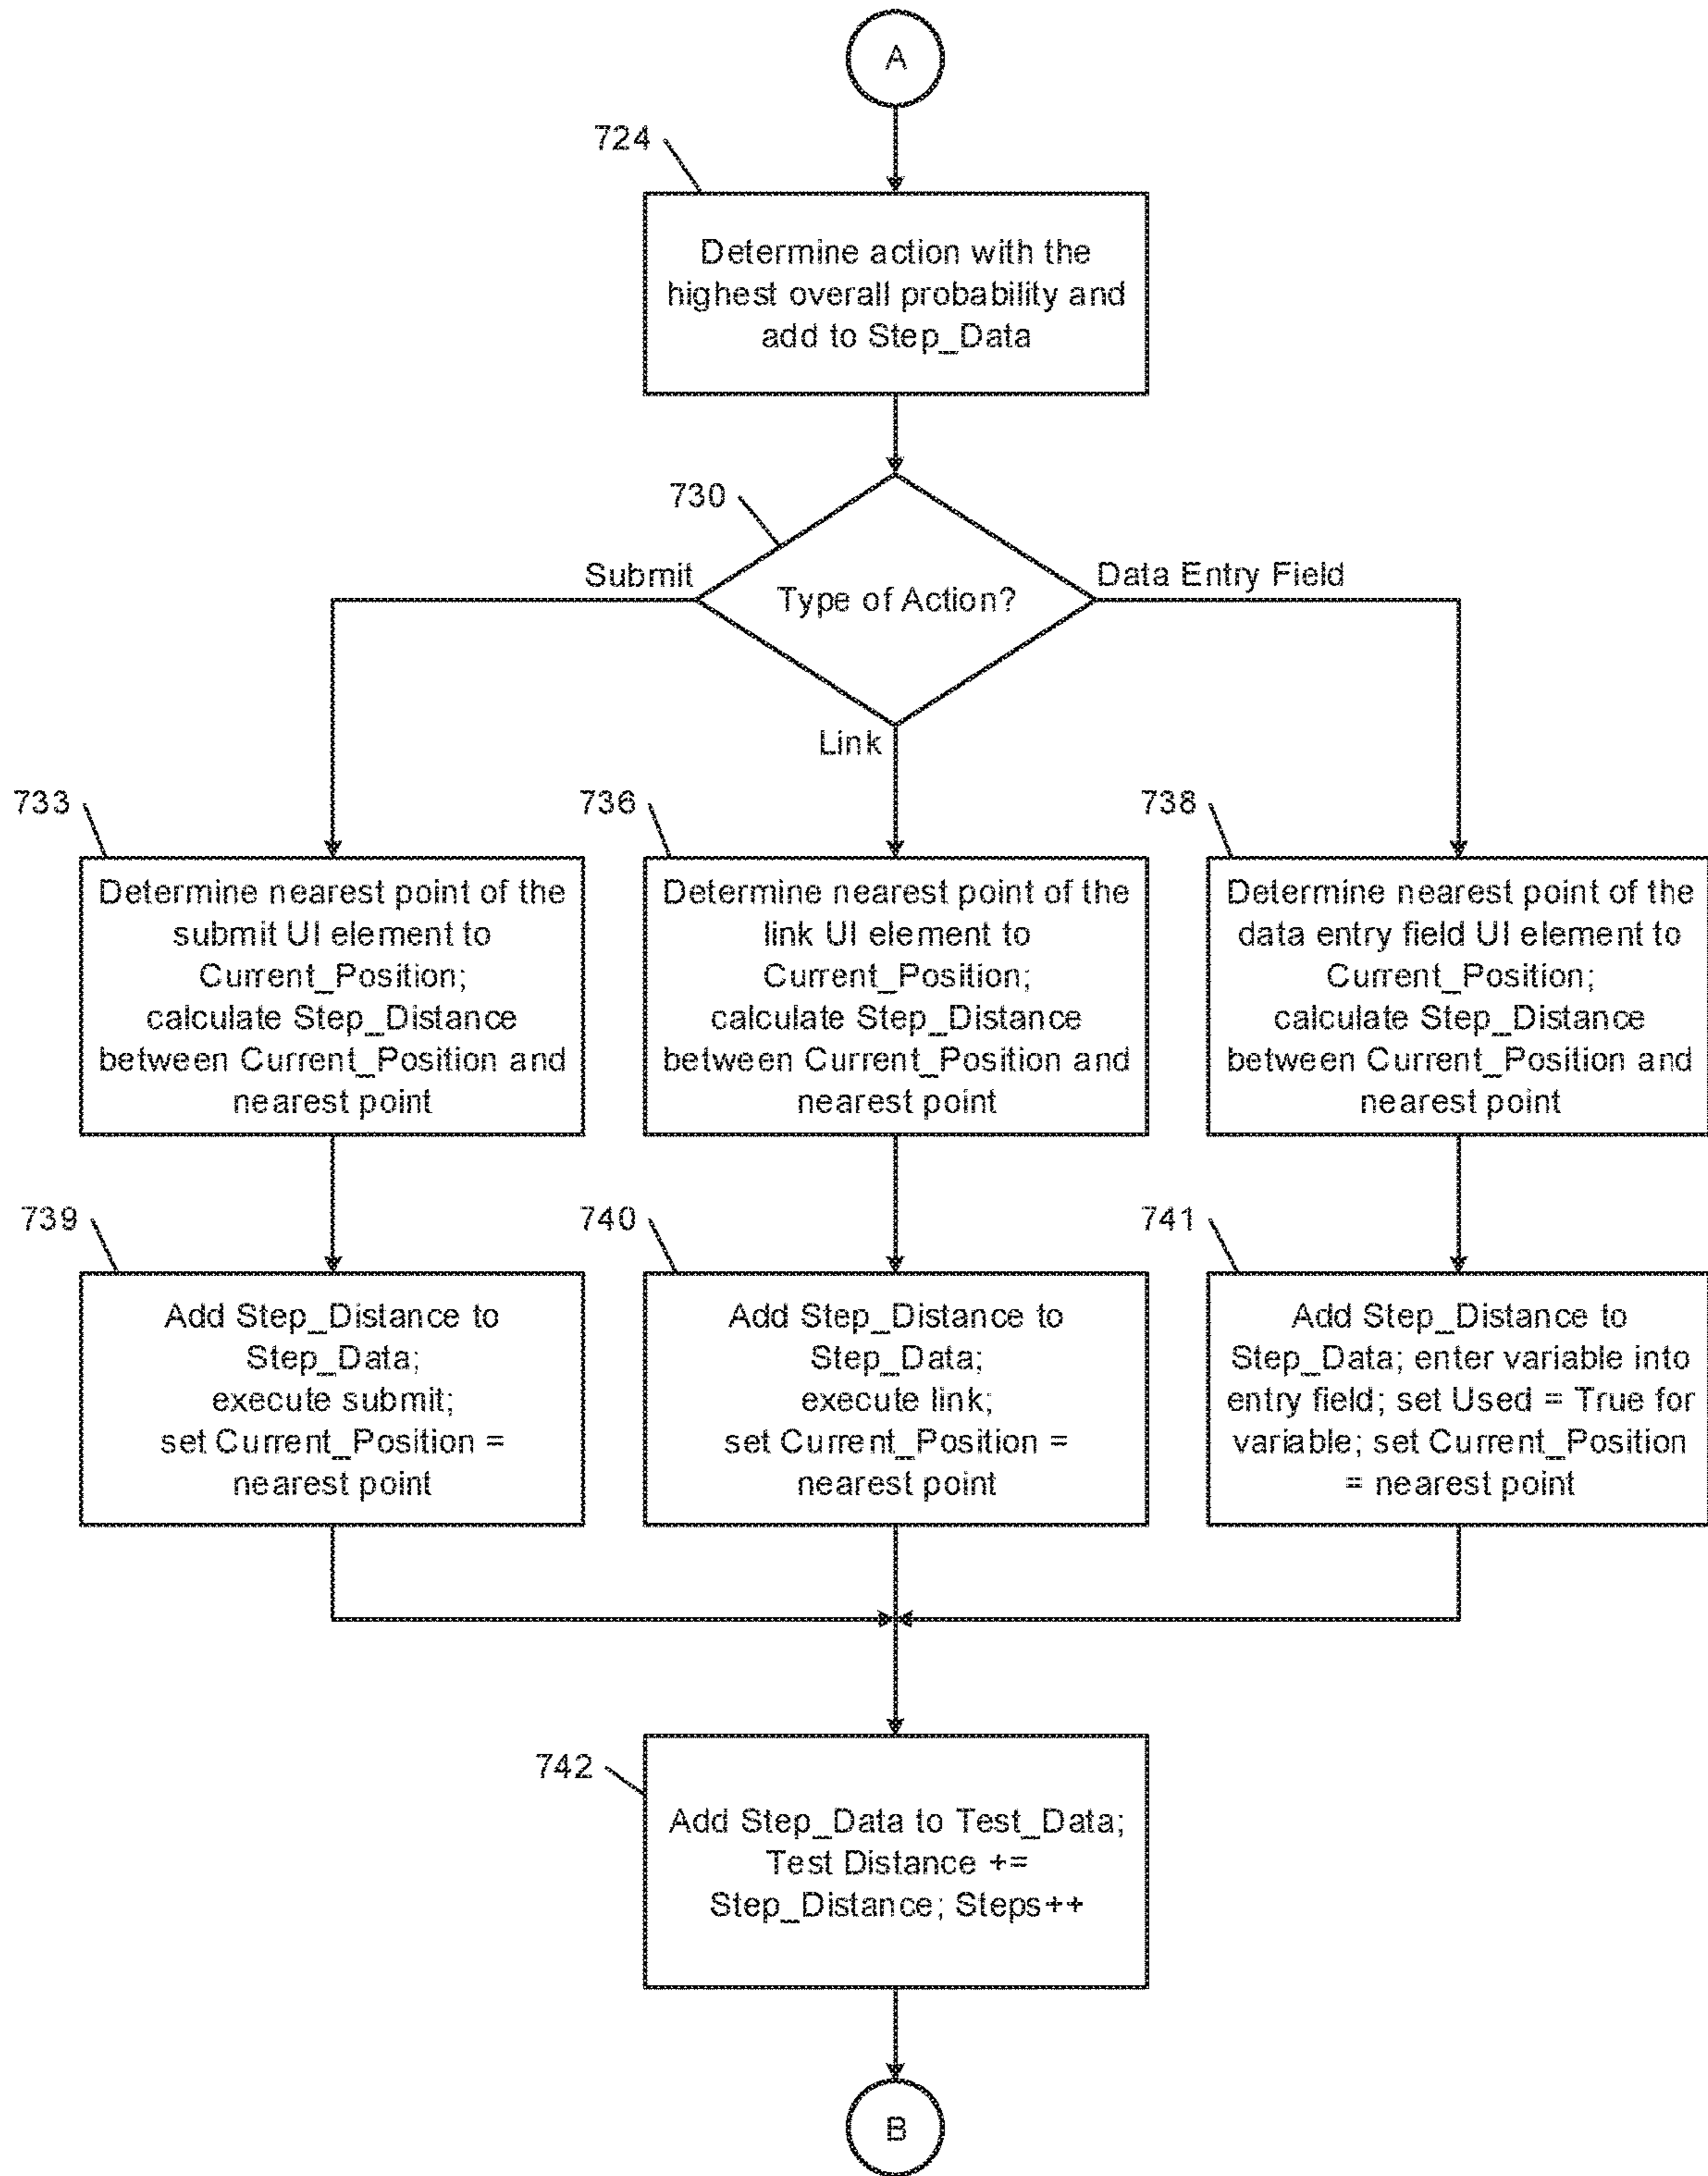 A
724
Determine action with the
highest overall probability and
add to Step_Data
730
Submit
Type of Action?
Data Entry Field
Link
733
Determine nearest point of the
submit UI element to
Current_Position;
calculate Step_Distance
between Current_Position and
nearest point
736
Determine nearest point of the
link UI element to
Current_Position;
calculate Step_Distance
between Current_Position and
nearest point
738
Determine nearest point of the
data entry field UI element to
Current_Position;
calculate Step_Distance
between Current_Position and
nearest point
739
Add Step_Distance to
Step_Data;
execute submit;
set Current_Position =
nearest point
740
Add Step_Distance to
Step_Data;
execute link;
set Current_Position =
nearest point
741
Add Step_Distance to
Step_Data; enter variable into
entry field; set Used = True for
variable; set Current_Position
= nearest point
742
Add Step_Data to Test_Data;
Test Distance +=
Step_Distance; Steps++
B